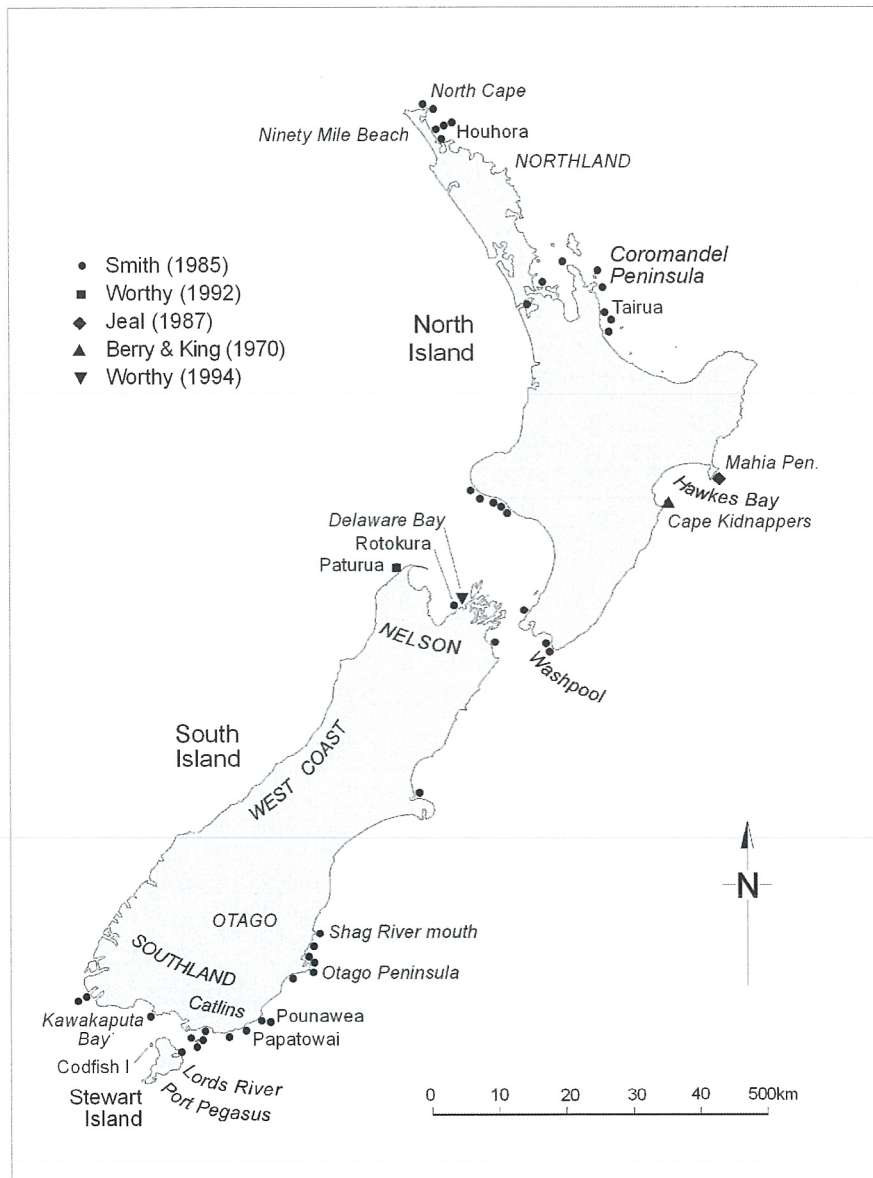 North Cape
Ninety Mile Beach
Houhora
NORTHLAND
Smith (1985)
Worthy (1992)
Jeal (1987)
Berry & King (1970)
Worthy (1994)
Coromandel
Peninsula
Tairua
North
Island
Mahia Pen.
Hawkes Bay
Cape Kidnappers
Delaware Bay
Rotokura
Paturua
NELSON
Washpool
South
Island
WEST COAST
N
OTAGO
Shag River mouth
SOUTHLAND
Otago Peninsula
Catlins
Pounawea
Kawakaputa
Bay
Papatowai
Codfish I
Lords River
Stewart
Island
Port Pegasus
0 10 20 30 40 500km